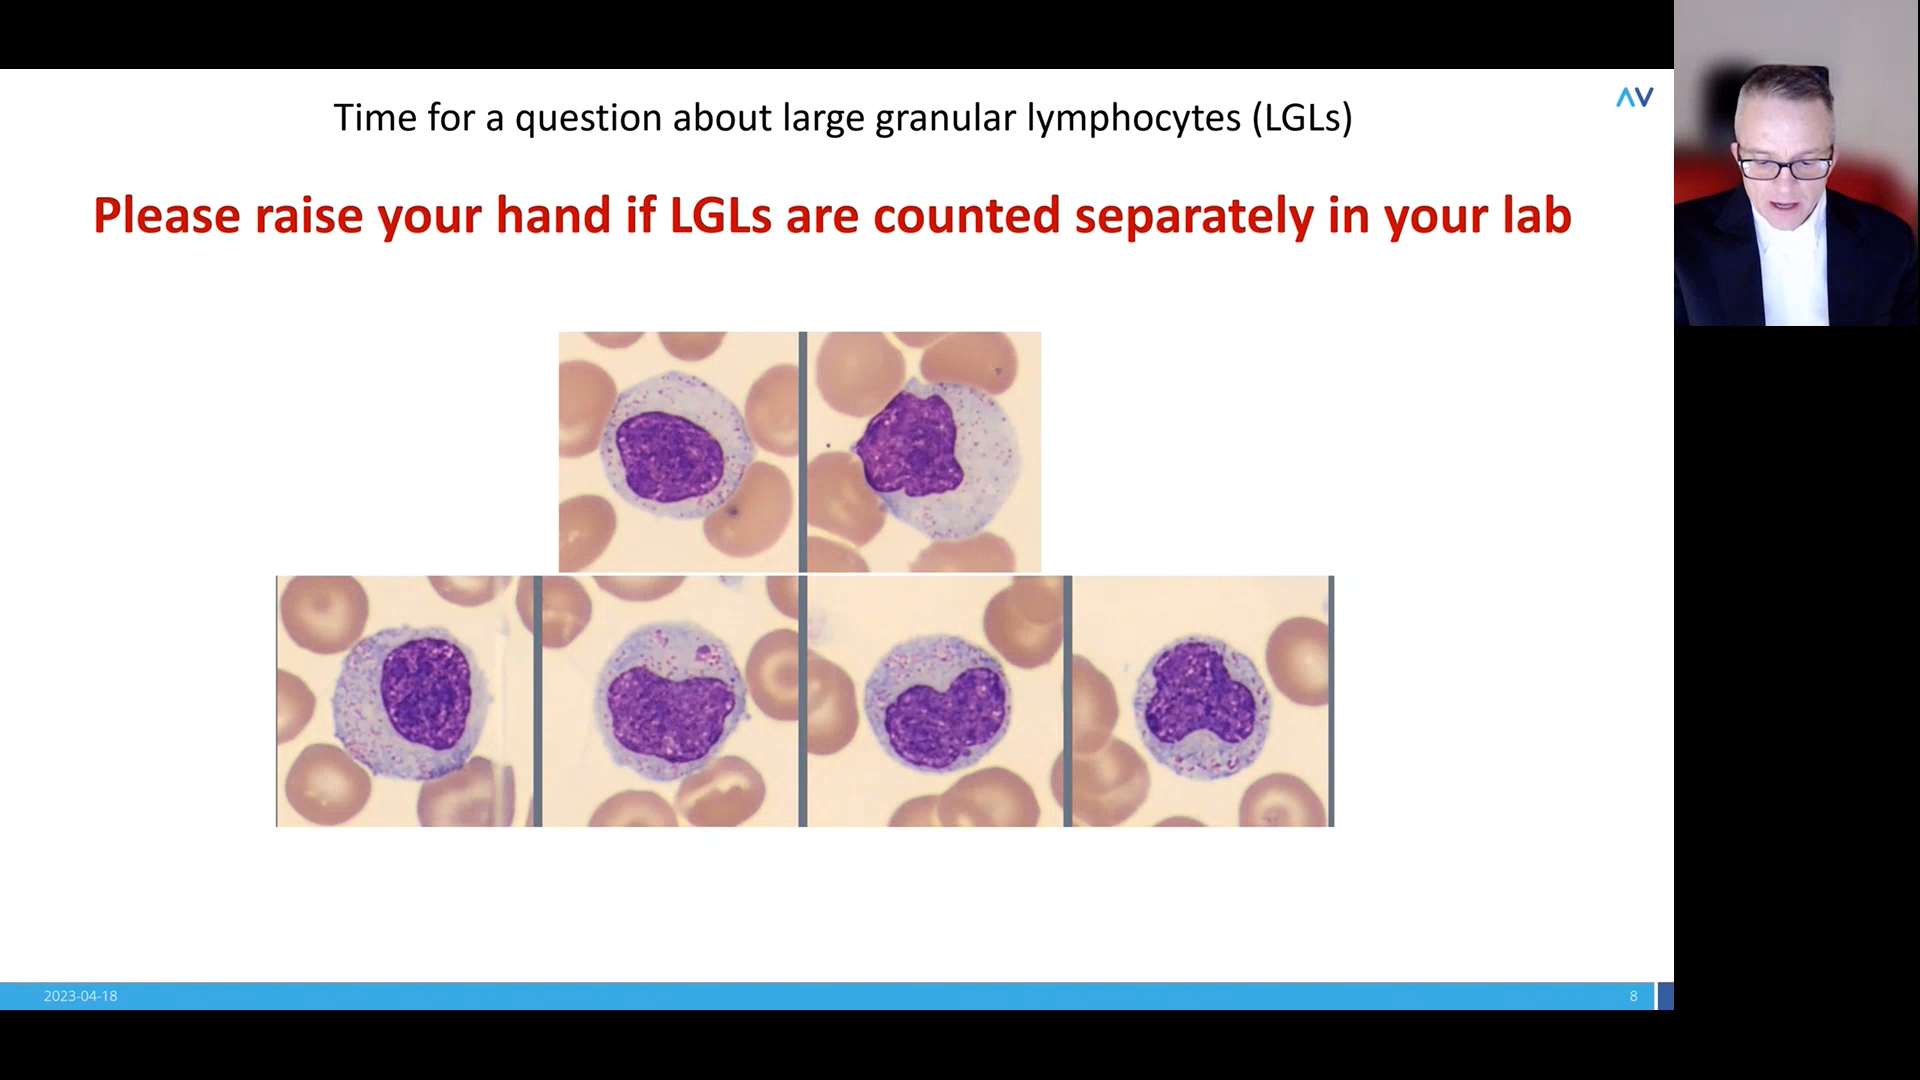 Time for a question about large granular lymphocytes (LGLs)
Please raise your hand if LGLs are counted separately in your lab
2023-04-18
8